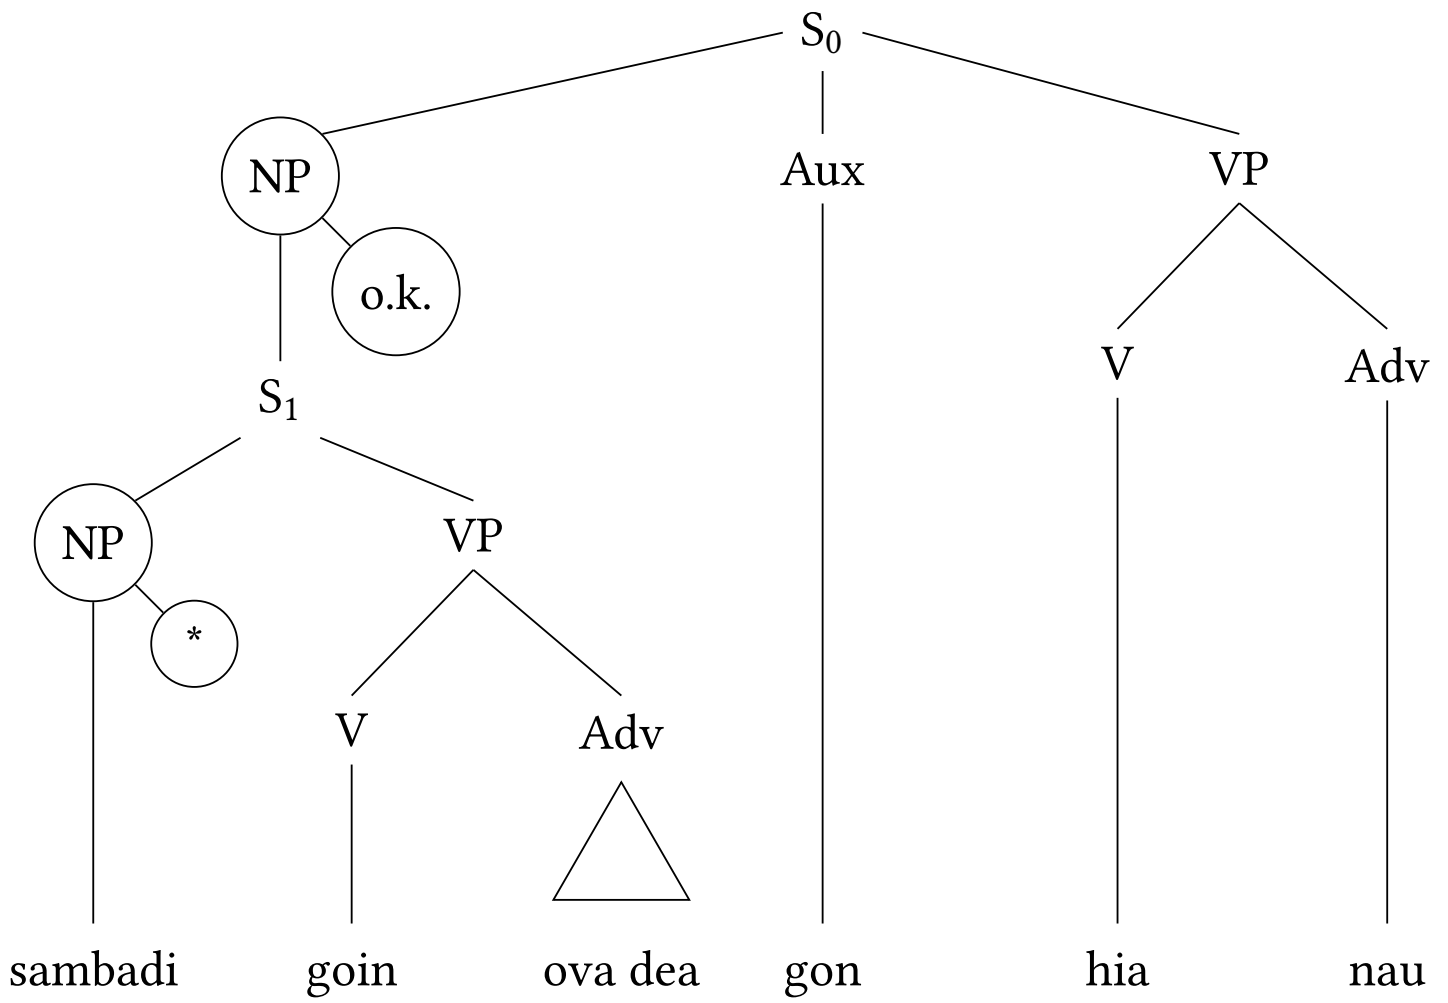 S₀
NP Aux VP
o.k.
V Adv
S₁
NP VP
*
V Adv
sambadi goin ova dea gon hia nau